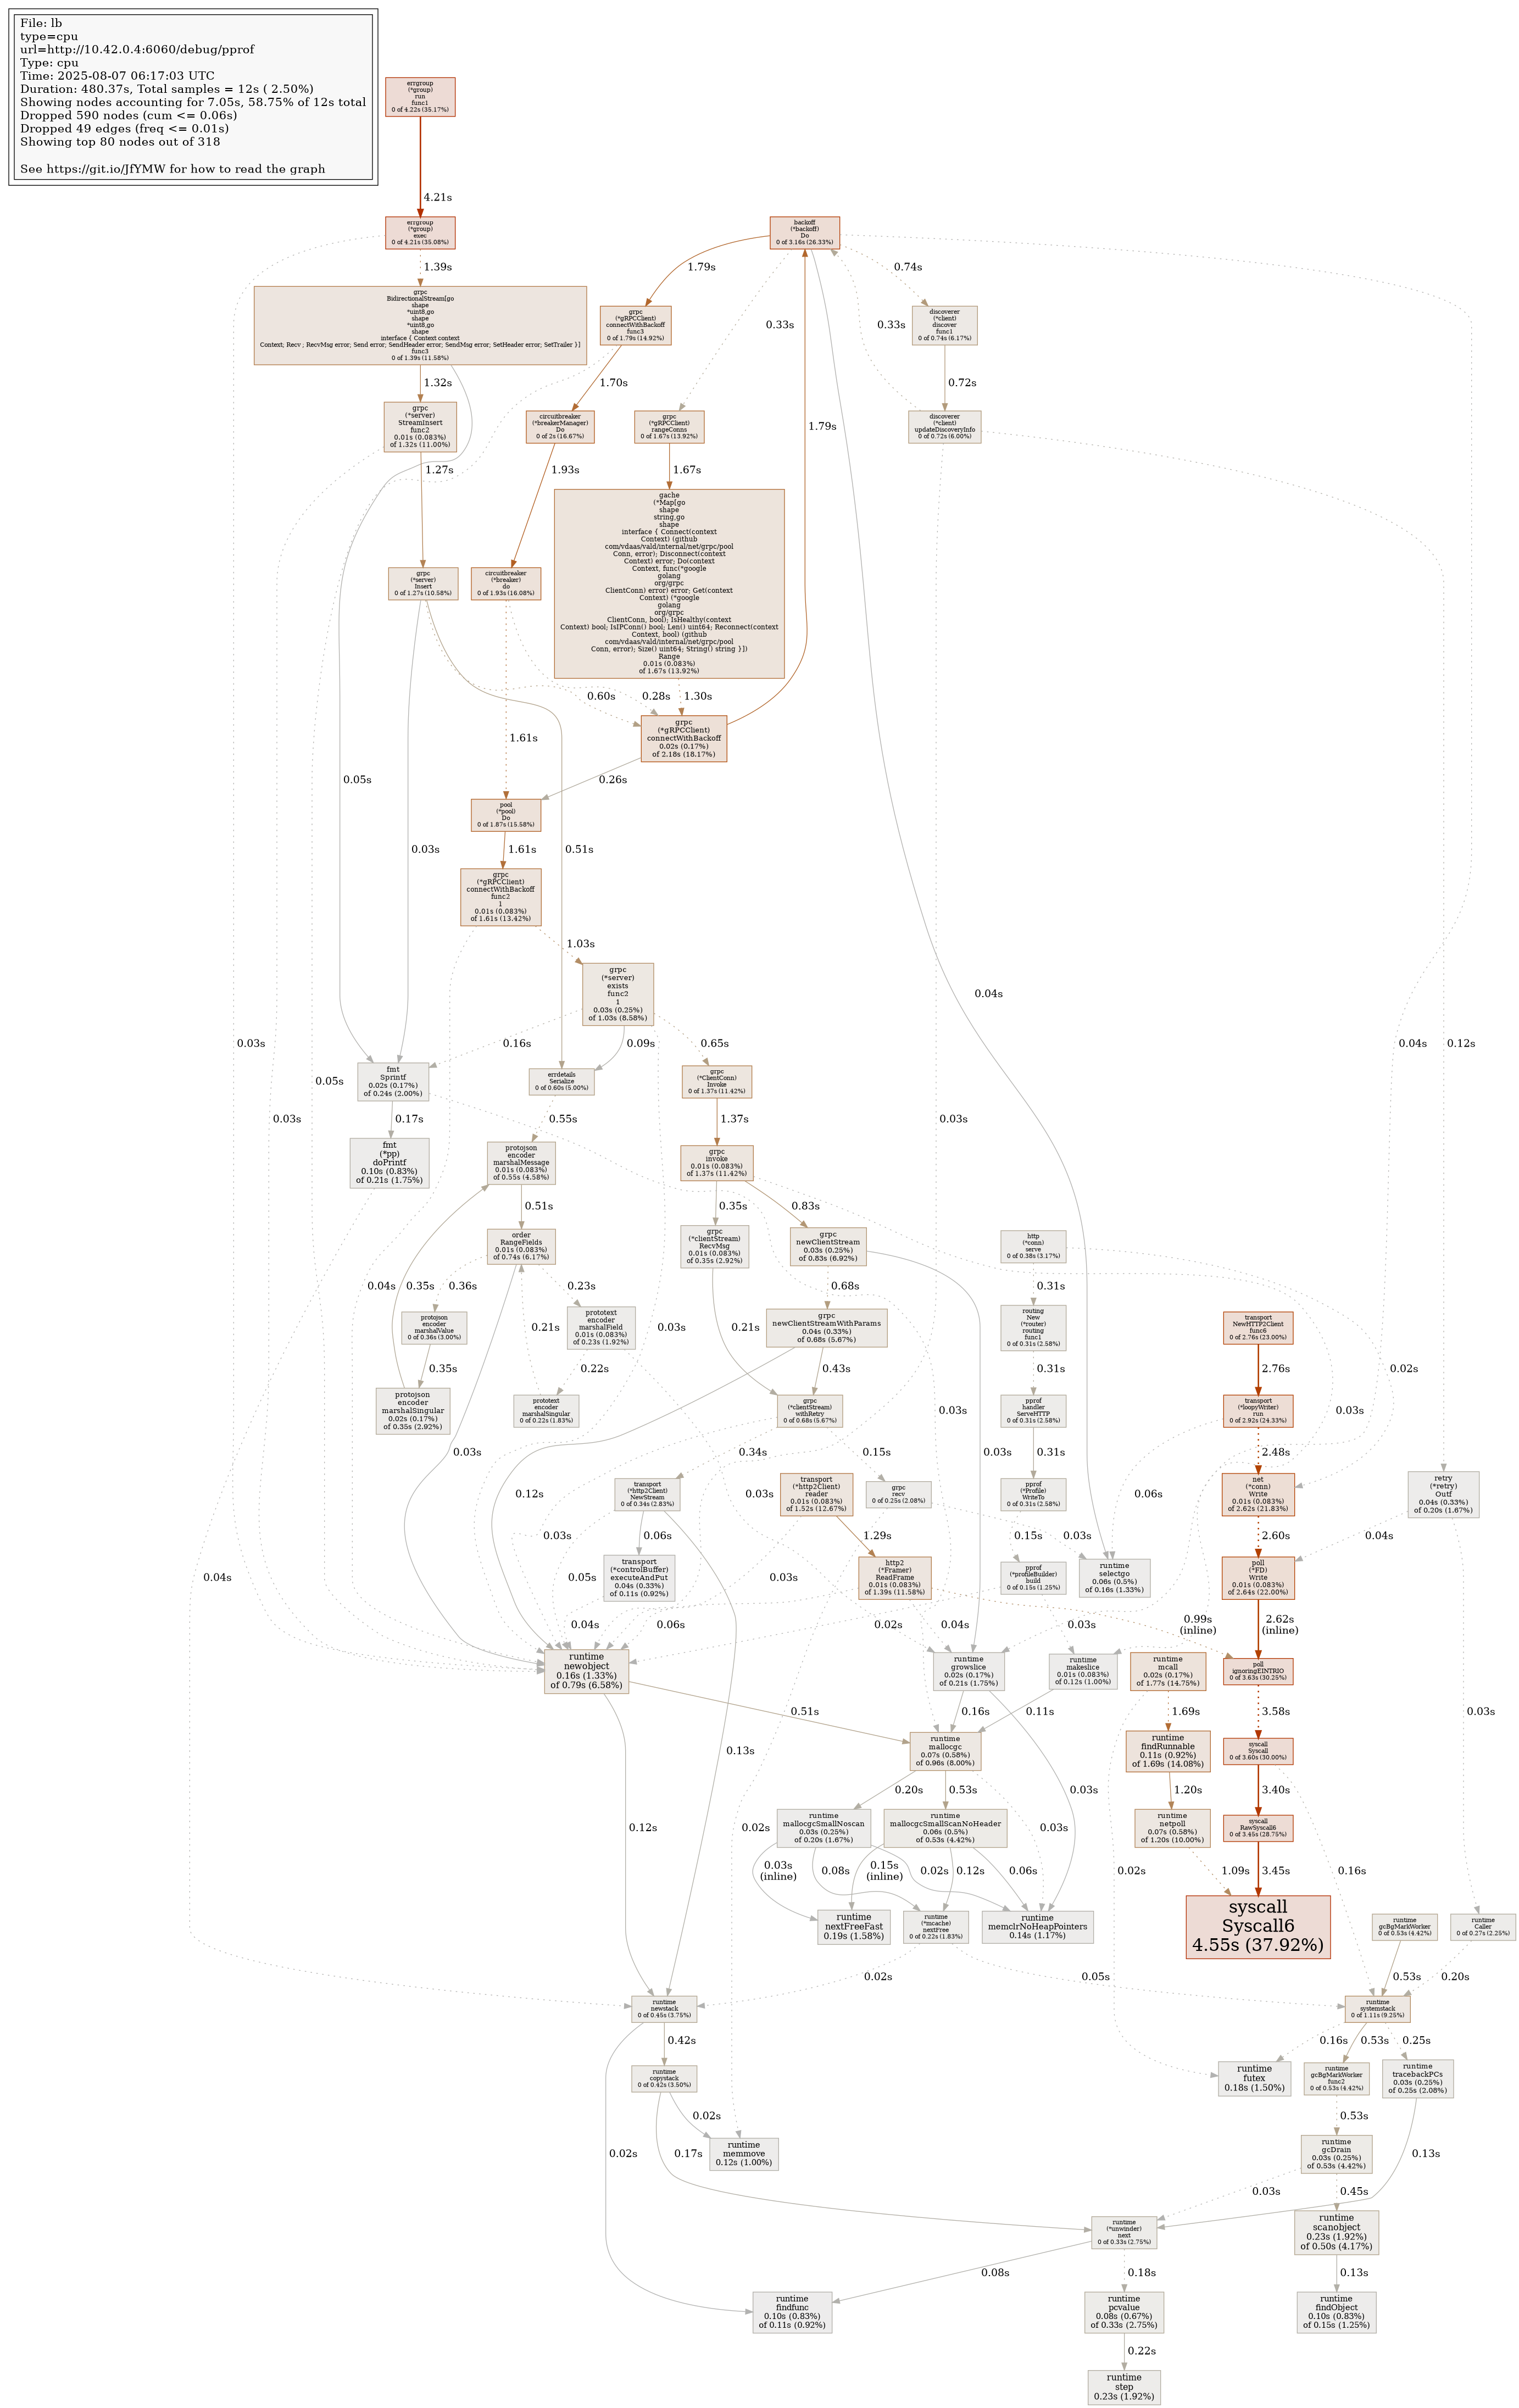 File: lb
type=cpu
url=http://10.42.0.4:6060/debug/pprof
Type: cpu
Time: 2025-08-07 06:17:03 UTC
Duration: 480.37s, Total samples = 12s ( 2.50%)
Showing nodes accounting for 7.05s, 58.75% of 12s total
Dropped 590 nodes (cum <= 0.06s)
Dropped 49 edges (freq <= 0.01s)
Showing top 80 nodes out of 318
See https://git.io/JfYMW for how to read the graph
errgroup
(*group)
run
func1
0 of 4.22s (35.17%)
4.21s
errgroup
(*group)
exec
0 of 4.21s (35.08%)
backoff
(*backoff)
Do
0 of 3.16s (26.33%)
1.39s
1.79s
0.74s
grpc
BidirectionalStream[go
shape
*uint8,go
shape
*uint8,go
shape
interface { Context context
Context; Recv ; RecvMsg error; Send error; SendHeader error; SendMsg error; SetHeader error; SetTrailer }]
func3
0 of 1.39s (11.58%)
grpc
(*gRPCClient)
connectWithBackoff
func3
0 of 1.79s (14.92%)
0.33s
0.33s
discoverer
(*client)
discover
func1
0 of 0.74s (6.17%)
1.32s
1.70s
0.72s
grpc
(*server)
StreamInsert
func2
0.01s (0.083%)
of 1.32s (11.00%)
circuitbreaker
(*breakerManager)
Do
0 of 2s (16.67%)
grpc
(*gRPCClient)
rangeConns
0 of 1.67s (13.92%)
1.79s
discoverer
(*client)
updateDiscoveryInfo
0 of 0.72s (6.00%)
1.27s
1.93s
1.67s
gache
(*Map[go
shape
string,go
shape
interface { Connect(context
Context) (github
com/vdaas/vald/internal/net/grpc/pool
Conn, error); Disconnect(context
Context) error; Do(context
Context, func(*google
golang
org/grpc
ClientConn) error) error; Get(context
Context) (*google
golang
org/grpc
ClientConn, bool); IsHealthy(context
Context) bool; IsIPConn() bool; Len() uint64; Reconnect(context
Context, bool) (github
com/vdaas/vald/internal/net/grpc/pool
Conn, error); Size() uint64; String() string }])
Range
0.01s (0.083%)
of 1.67s (13.92%)
grpc
(*server)
Insert
0 of 1.27s (10.58%)
circuitbreaker
(*breaker)
do
0 of 1.93s (16.08%)
0.60s
0.28s
1.30s
grpc
(*gRPCClient)
connectWithBackoff
0.02s (0.17%)
of 2.18s (18.17%)
1.61s
0.05s
0.26s
pool
(*pool)
Do
0 of 1.87s (15.58%)
0.03s
1.61s
0.51s
grpc
(*gRPCClient)
connectWithBackoff
func2
1
0.01s (0.083%)
of 1.61s (13.42%)
1.03s
grpc
(*server)
exists
func2
1
0.03s (0.25%)
of 1.03s (8.58%)
0.04s
0.03s
0.05s
0.03s
0.16s
0.09s
0.65s
0.04s
0.12s
fmt
Sprintf
0.02s (0.17%)
of 0.24s (2.00%)
errdetails
Serialize
0 of 0.60s (5.00%)
grpc
(*ClientConn)
Invoke
0 of 1.37s (11.42%)
0.17s
0.55s
1.37s
0.03s
fmt
(*pp)
doPrintf
0.10s (0.83%)
of 0.21s (1.75%)
protojson
encoder
marshalMessage
0.01s (0.083%)
of 0.55s (4.58%)
grpc
invoke
0.01s (0.083%)
of 1.37s (11.42%)
0.51s
0.35s
0.83s
order
RangeFields
0.01s (0.083%)
of 0.74s (6.17%)
grpc
(*clientStream)
RecvMsg
0.01s (0.083%)
of 0.35s (2.92%)
grpc
newClientStream
0.03s (0.25%)
of 0.83s (6.92%)
http
(*conn)
serve
0 of 0.38s (3.17%)
0.04s
0.35s
0.36s
0.23s
0.68s
0.31s
protojson
encoder
marshalValue
0 of 0.36s (3.00%)
prototext
encoder
marshalField
0.01s (0.083%)
of 0.23s (1.92%)
0.21s
0.03s
0.21s
grpc
newClientStreamWithParams
0.04s (0.33%)
of 0.68s (5.67%)
routing
New
(*router)
routing
func1
0 of 0.31s (2.58%)
transport
NewHTTP2Client
func6
0 of 2.76s (23.00%)
0.35s
0.22s
0.43s
0.31s
2.76s
0.02s
protojson
encoder
marshalSingular
0.02s (0.17%)
of 0.35s (2.92%)
prototext
encoder
marshalSingular
0 of 0.22s (1.83%)
grpc
(*clientStream)
withRetry
0 of 0.68s (5.67%)
0.03s
pprof
handler
ServeHTTP
0 of 0.31s (2.58%)
transport
(*loopyWriter)
run
0 of 2.92s (24.33%)
0.03s
0.03s
0.34s
0.15s
0.03s
0.31s
2.48s
0.12s
transport
(*http2Client)
NewStream
0 of 0.34s (2.83%)
0.03s
transport
(*http2Client)
reader
0.01s (0.083%)
of 1.52s (12.67%)
grpc
recv
0 of 0.25s (2.08%)
pprof
(*Profile)
WriteTo
0 of 0.31s (2.58%)
0.06s
net
(*conn)
Write
0.01s (0.083%)
of 2.62s (21.83%)
retry
(*retry)
Outf
0.04s (0.33%)
of 0.20s (1.67%)
0.03s
0.06s
1.29s
0.15s
0.03s
2.60s
0.04s
0.04s
0.05s
transport
(*controlBuffer)
executeAndPut
0.04s (0.33%)
of 0.11s (0.92%)
0.03s
http2
(*Framer)
ReadFrame
0.01s (0.083%)
of 1.39s (11.58%)
pprof
(*profileBuilder)
build
0 of 0.15s (1.25%)
runtime
selectgo
0.06s (0.5%)
of 0.16s (1.33%)
poll
(*FD)
Write
0.01s (0.083%)
of 2.64s (22.00%)
0.04s
0.06s
0.02s
0.04s
0.03s
0.99s
(inline)
2.62s
(inline)
runtime
newobject
0.16s (1.33%)
of 0.79s (6.58%)
runtime
growslice
0.02s (0.17%)
of 0.21s (1.75%)
runtime
makeslice
0.01s (0.083%)
of 0.12s (1.00%)
runtime
mcall
0.02s (0.17%)
of 1.77s (14.75%)
poll
ignoringEINTRIO
0 of 3.63s (30.25%)
0.51s
0.16s
0.11s
1.69s
3.58s
0.03s
0.13s
runtime
mallocgc
0.07s (0.58%)
of 0.96s (8.00%)
runtime
findRunnable
0.11s (0.92%)
of 1.69s (14.08%)
syscall
Syscall
0 of 3.60s (30.00%)
0.20s
0.53s
0.03s
0.03s
1.20s
3.40s
0.12s
0.02s
runtime
mallocgcSmallNoscan
0.03s (0.25%)
of 0.20s (1.67%)
runtime
mallocgcSmallScanNoHeader
0.06s (0.5%)
of 0.53s (4.42%)
runtime
netpoll
0.07s (0.58%)
of 1.20s (10.00%)
syscall
RawSyscall6
0 of 3.45s (28.75%)
0.03s
(inline)
0.08s
0.15s
(inline)
0.02s
0.12s
0.06s
0.02s
1.09s
3.45s
0.16s
runtime
nextFreeFast
0.19s (1.58%)
runtime
(*mcache)
nextFree
0 of 0.22s (1.83%)
runtime
memclrNoHeapPointers
0.14s (1.17%)
syscall
Syscall6
4.55s (37.92%)
runtime
gcBgMarkWorker
0 of 0.53s (4.42%)
runtime
Caller
0 of 0.27s (2.25%)
0.02s
0.05s
0.53s
0.20s
runtime
newstack
0 of 0.45s (3.75%)
runtime
systemstack
0 of 1.11s (9.25%)
0.42s
0.16s
0.53s
0.25s
runtime
copystack
0 of 0.42s (3.50%)
runtime
futex
0.18s (1.50%)
runtime
gcBgMarkWorker
func2
0 of 0.53s (4.42%)
runtime
tracebackPCs
0.03s (0.25%)
of 0.25s (2.08%)
0.02s
0.53s
0.02s
0.17s
runtime
memmove
0.12s (1.00%)
runtime
gcDrain
0.03s (0.25%)
of 0.53s (4.42%)
0.13s
0.03s
0.45s
runtime
(*unwinder)
next
0 of 0.33s (2.75%)
runtime
scanobject
0.23s (1.92%)
of 0.50s (4.17%)
0.08s
0.18s
0.13s
runtime
findfunc
0.10s (0.83%)
of 0.11s (0.92%)
runtime
pcvalue
0.08s (0.67%)
of 0.33s (2.75%)
runtime
findObject
0.10s (0.83%)
of 0.15s (1.25%)
0.22s
runtime
step
0.23s (1.92%)